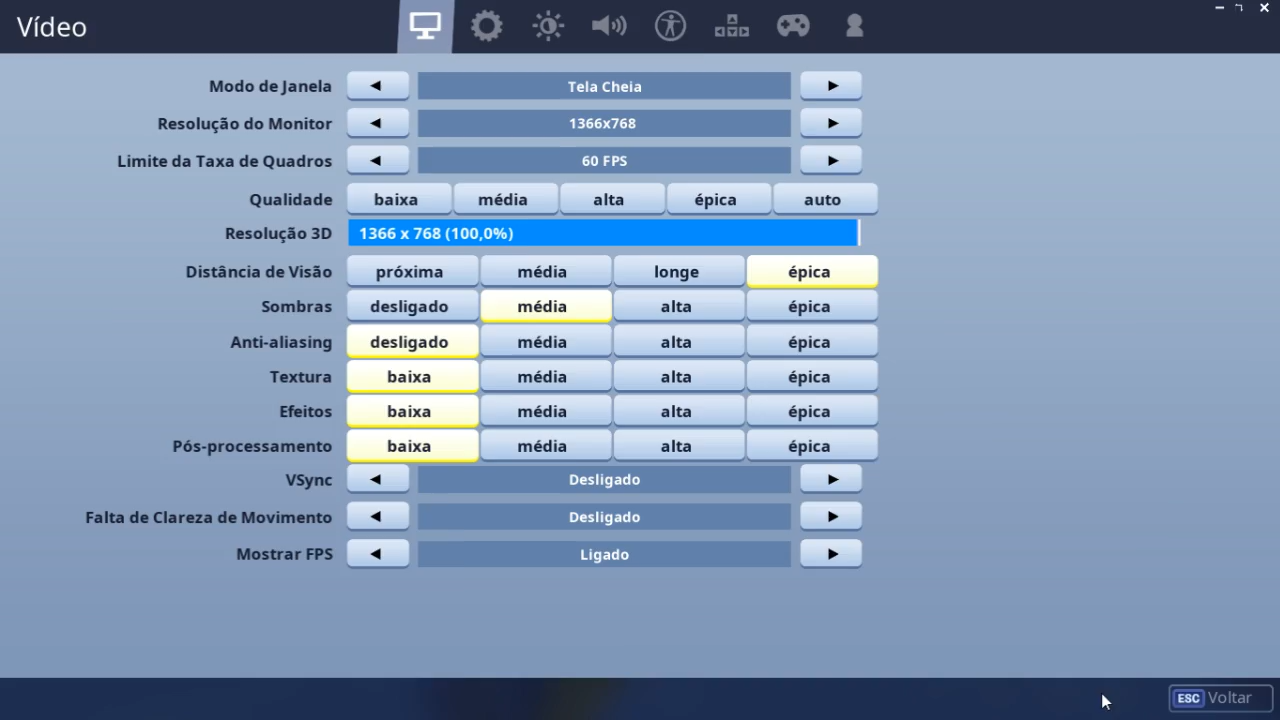 Vídeo
Modo de Janela Tela Cheia
Resolução do Monitor 1366x768
Limite da Taxa de Quadros 60 FPS
Qualidade baixa média alta épica auto
Resolução 3D 1366 x 768 (100,0%)
Distância de Visão próxima média longe épica
Sombras desligado média alta épica
Anti-aliasing desligado média alta épica
Textura baixa média alta épica
Efeitos baixa média alta épica
Pós-processamento baixa média alta épica
VSync Desligado
Falta de Clareza de Movimento Desligado
Mostrar FPS Ligado
ESC Voltar